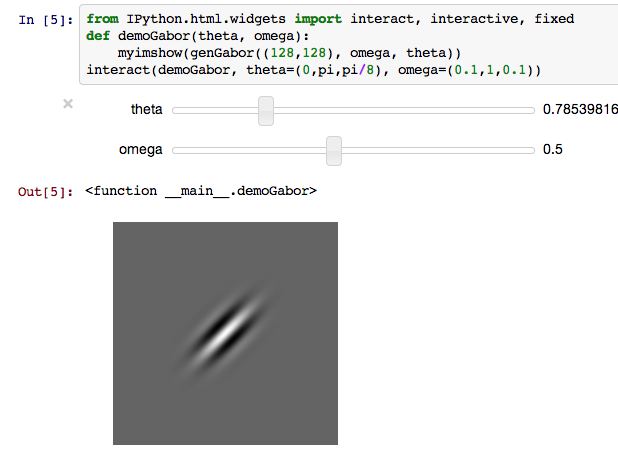 In [5]: from IPython.html.widgets import interact, interactive, fixed
def demoGabor(theta, omega):
    myimshow(genGabor((128,128), omega, theta))
interact(demoGabor, theta=(0,pi,pi/8), omega=(0.1,1,0.1))
× theta 0.78539816
omega 0.5
Out[5]: <function __main__.demoGabor>